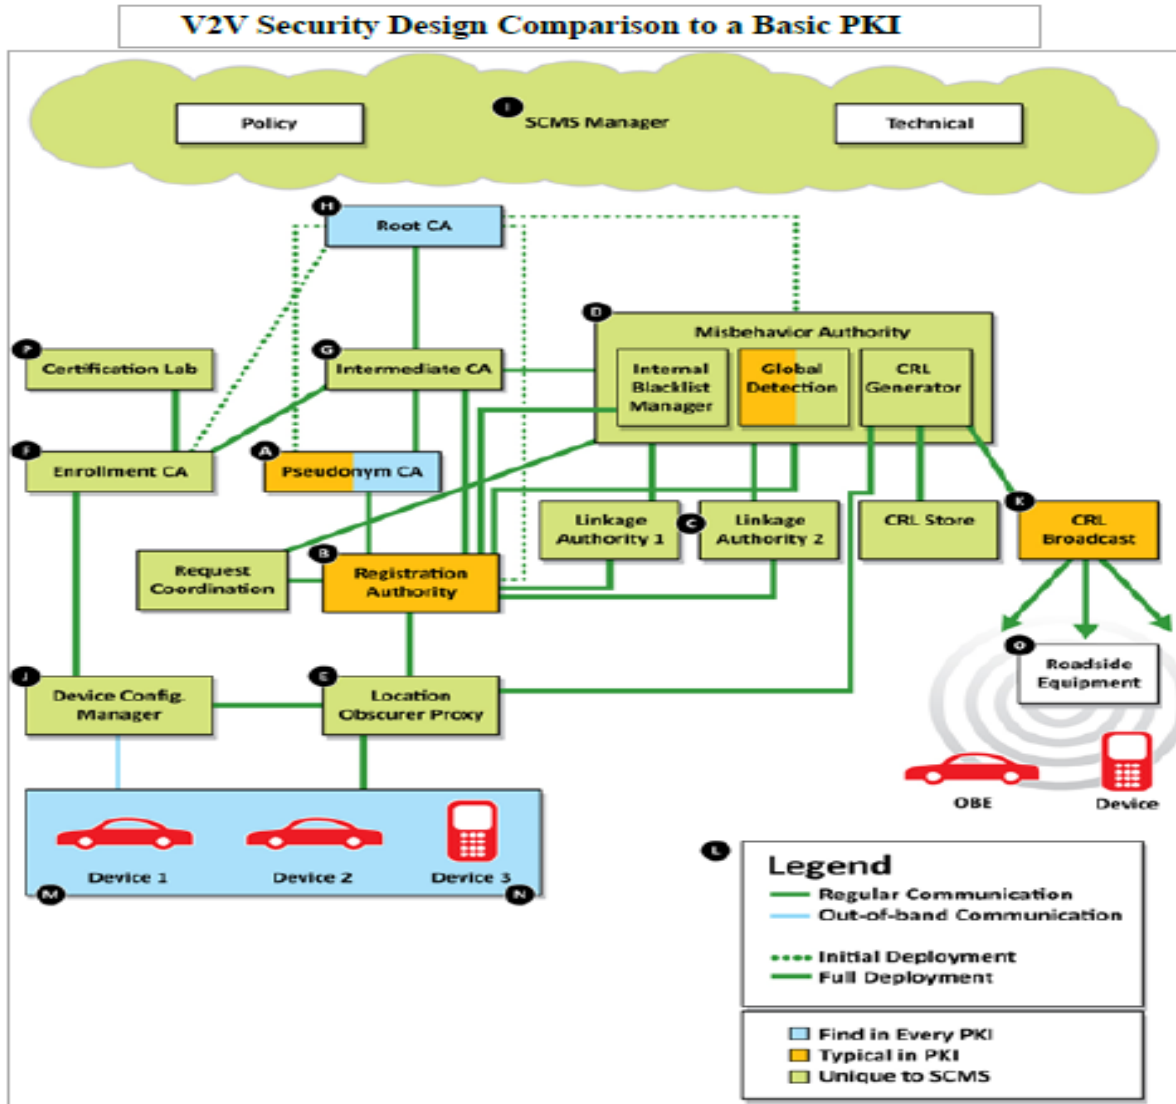 V2V Security Design Comparison to a Basic PKI
Policy
I
SCMS Manager
Technical
H
Root CA
D
Misbehavior Authority
P
Certification Lab
G
Intermediate CA
Internal
Blacklist
Manager
Global
Detection
CRL
Generator
F
Enrollment CA
A
Pseudonym CA
Linkage
Authority 1
C
Linkage
Authority 2
CRL Store
K
CRL
Broadcast
Request
Coordination
B
Registration
Authority
J
Device Config.
Manager
E
Location
Obscurer Proxy
O
Roadside
Equipment
OBE
Device
Device 1
Device 2
Device 3
M
N
L
Legend
Regular Communication
Out-of-band Communication
Initial Deployment
Full Deployment
Find in Every PKI
Typical in PKI
Unique to SCMS